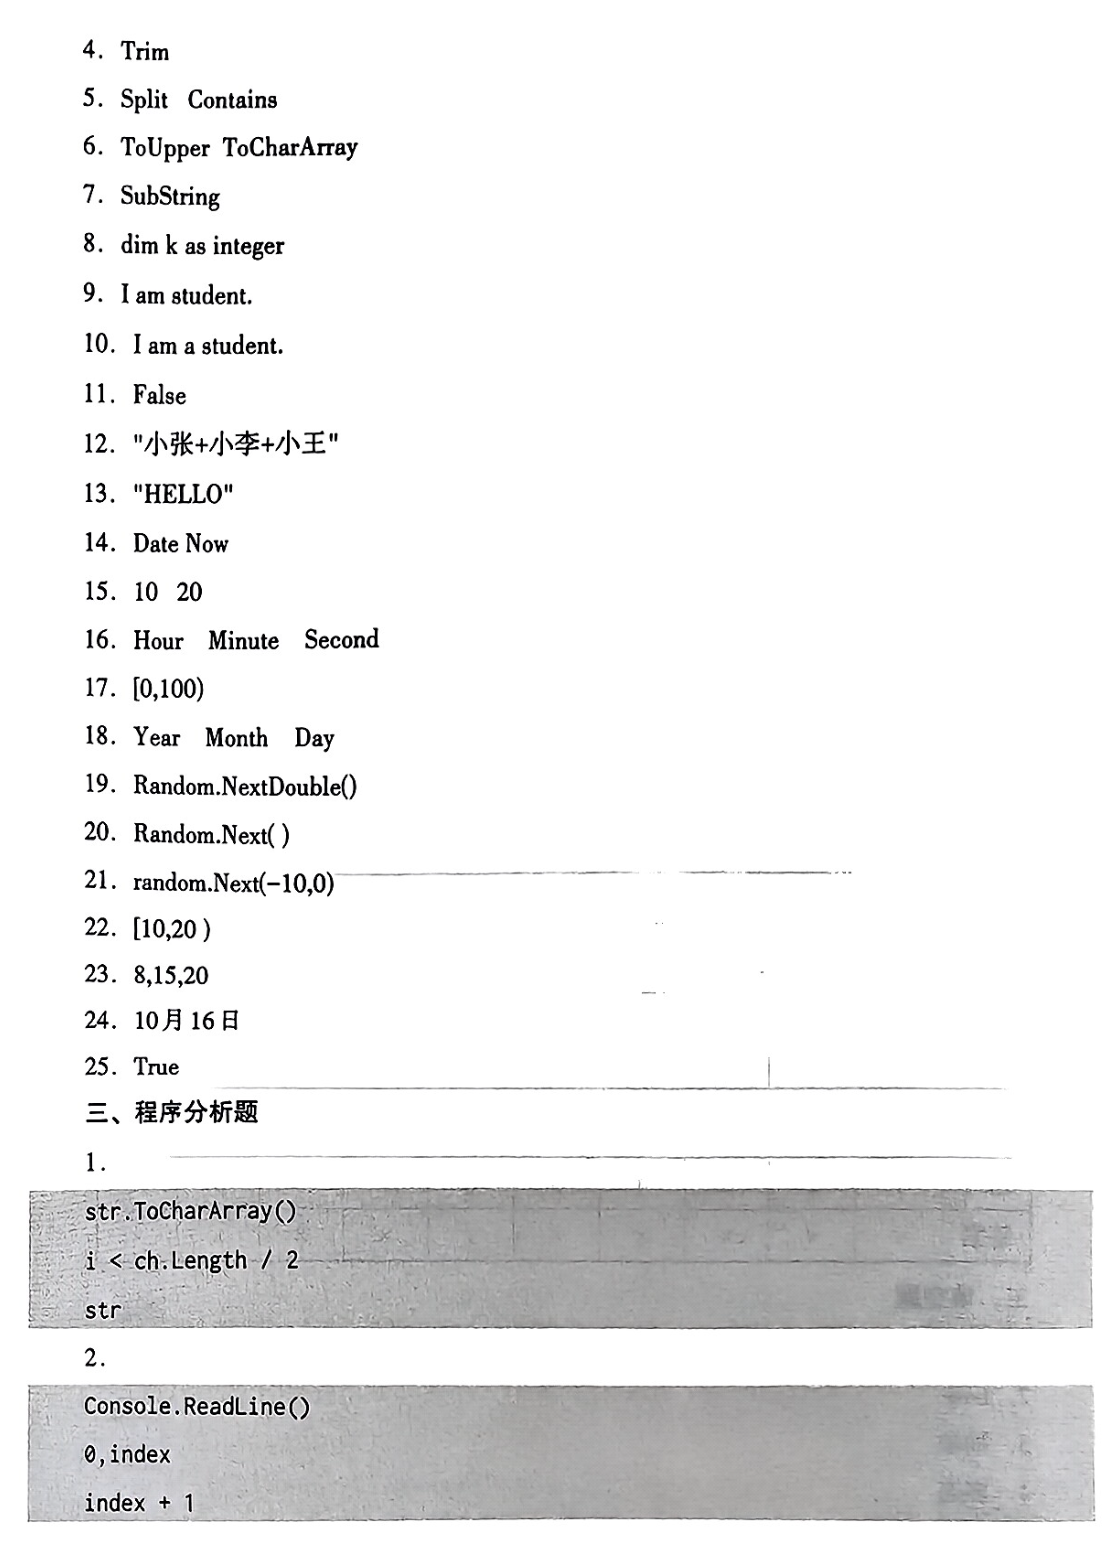 4. Trim
5. Split Contains
6. ToUpper ToCharArray
7. SubString
8. dim k as integer
9. I am student.
10. I am a student.
11. False
12. "小张+小李+小王"
13. "HELLO"
14. Date Now
15. 10 20
16. Hour Minute Second
17. [0,100)
18. Year Month Day
19. Random.NextDouble()
20. Random.Next( )
21. random.Next(−10,0)
22. [10,20 )
23. 8,15,20
24. 10月16日
25. True
三、程序分析题
1.
str.ToCharArray()
i < ch.Length / 2
str
2.
Console.ReadLine()
0,index
index + 1